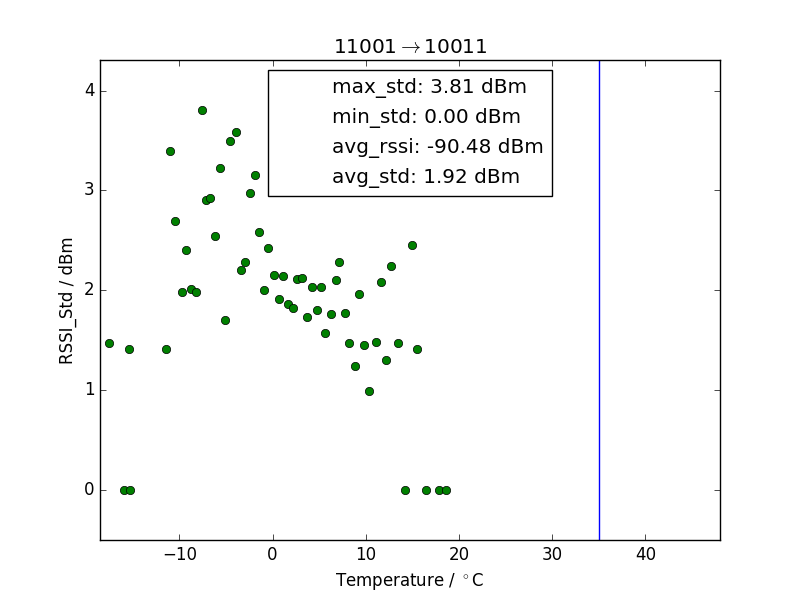 11001→10011
max_std: 3.81 dBm
min_std: 0.00 dBm
avg_rssi: -90.48 dBm
avg_std: 1.92 dBm
RSSI_Std / dBm
4
3
2
1
0
−10 0 10 20 30 40
Temperature / °C